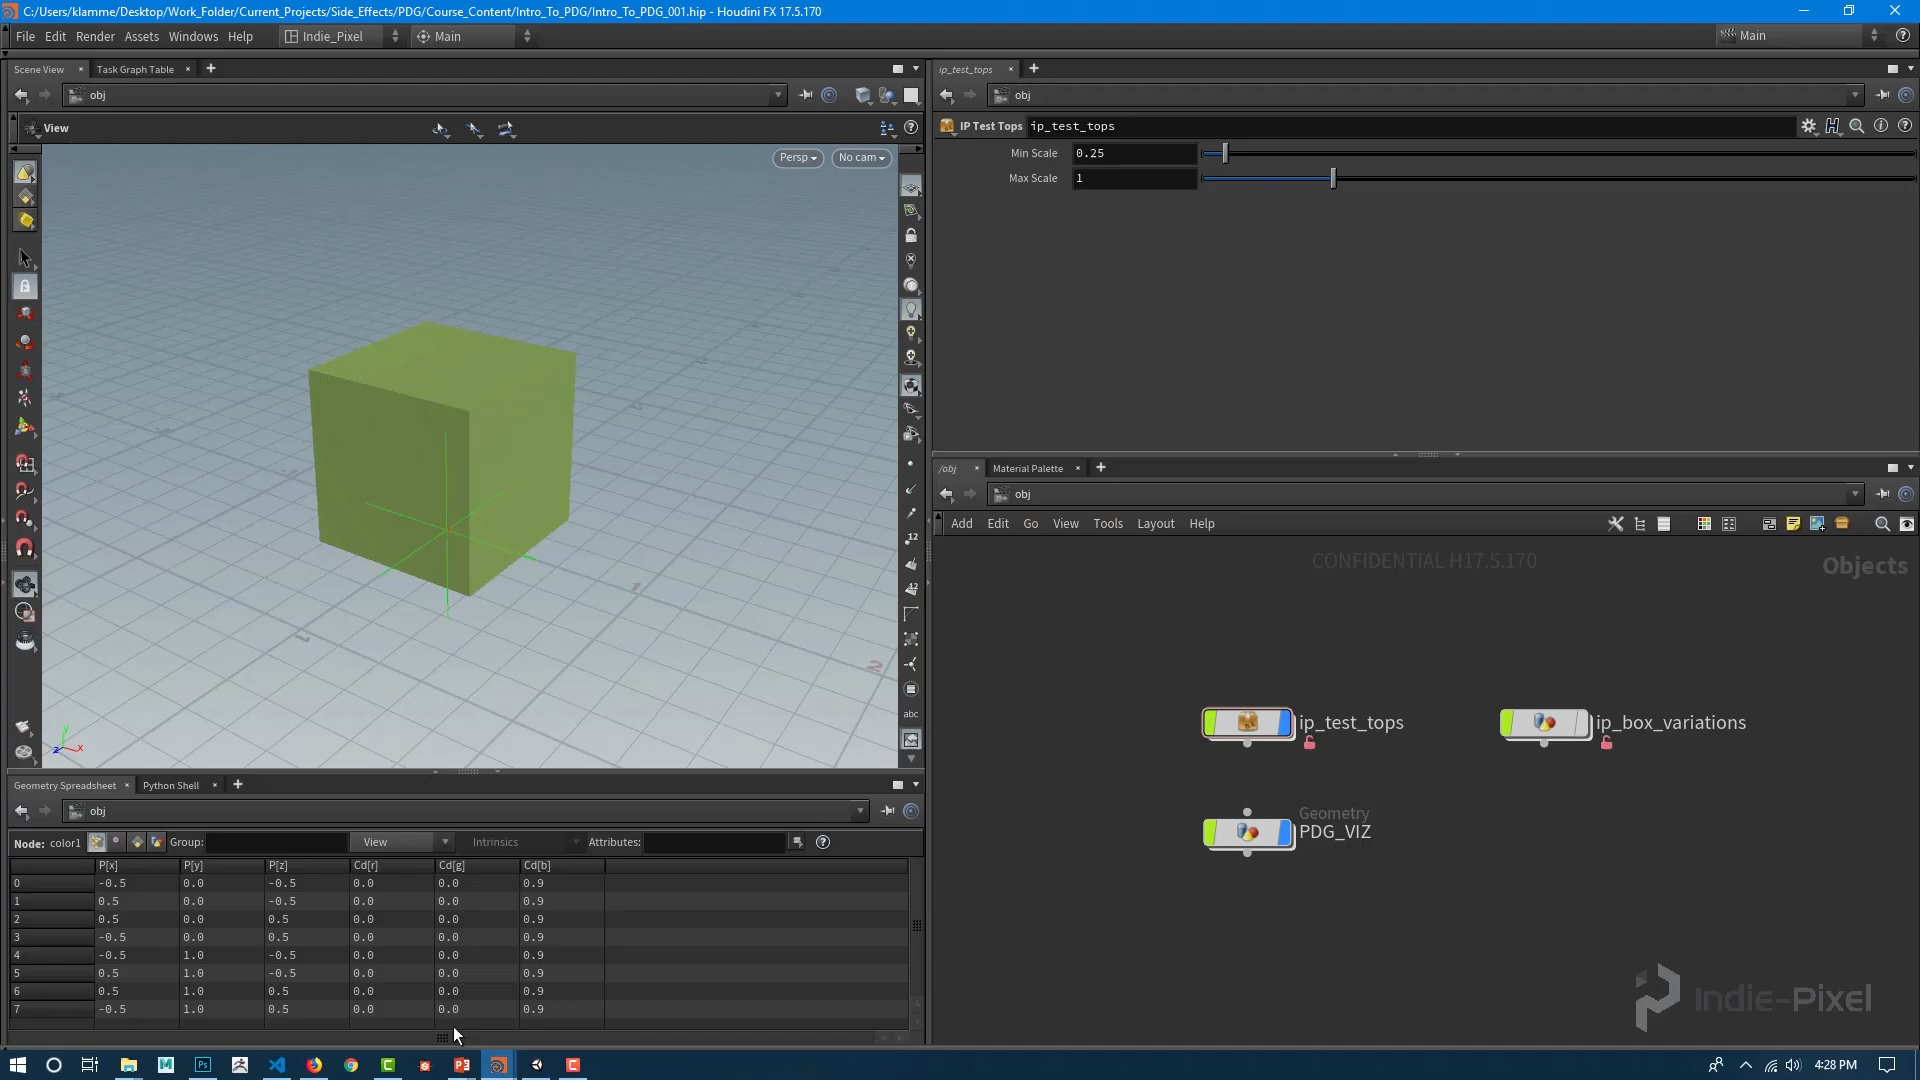 C:/Users/klamme/Desktop/Work_Folder/Current_Projects/Side_Effects/PDG/Course_Content/Intro_To_PDG/Intro_To_PDG_001.hip - Houdini FX 17.5.170
File Edit Render Assets Windows Help Indie_Pixel Main Main
Scene View Task Graph Table
obj
View
Persp No cam
2
abc
12
42
y
x
z
ip_test_tops
obj
IP Test Tops ip_test_tops
Min Scale 0.25
Max Scale 1
/obj Material Palette
obj
Add Edit Go View Tools Layout Help
CONFIDENTIAL H17.5.170
Objects
ip_test_tops
ip_box_variations
Geometry
PDG_VIZ
Indie-Pixel
Geometry Spreadsheet Python Shell
obj
Node: color1 Group: View Intrinsics Attributes:
P[x] P[y] P[z] Cd[r] Cd[g] Cd[b]
0 -0.5 0.0 -0.5 0.0 0.0 0.9
1 0.5 0.0 -0.5 0.0 0.0 0.9
2 0.5 0.0 0.5 0.0 0.0 0.9
3 -0.5 0.0 0.5 0.0 0.0 0.9
4 -0.5 1.0 -0.5 0.0 0.0 0.9
5 0.5 1.0 -0.5 0.0 0.0 0.9
6 0.5 1.0 0.5 0.0 0.0 0.9
7 -0.5 1.0 0.5 0.0 0.0 0.9
4:28 PM